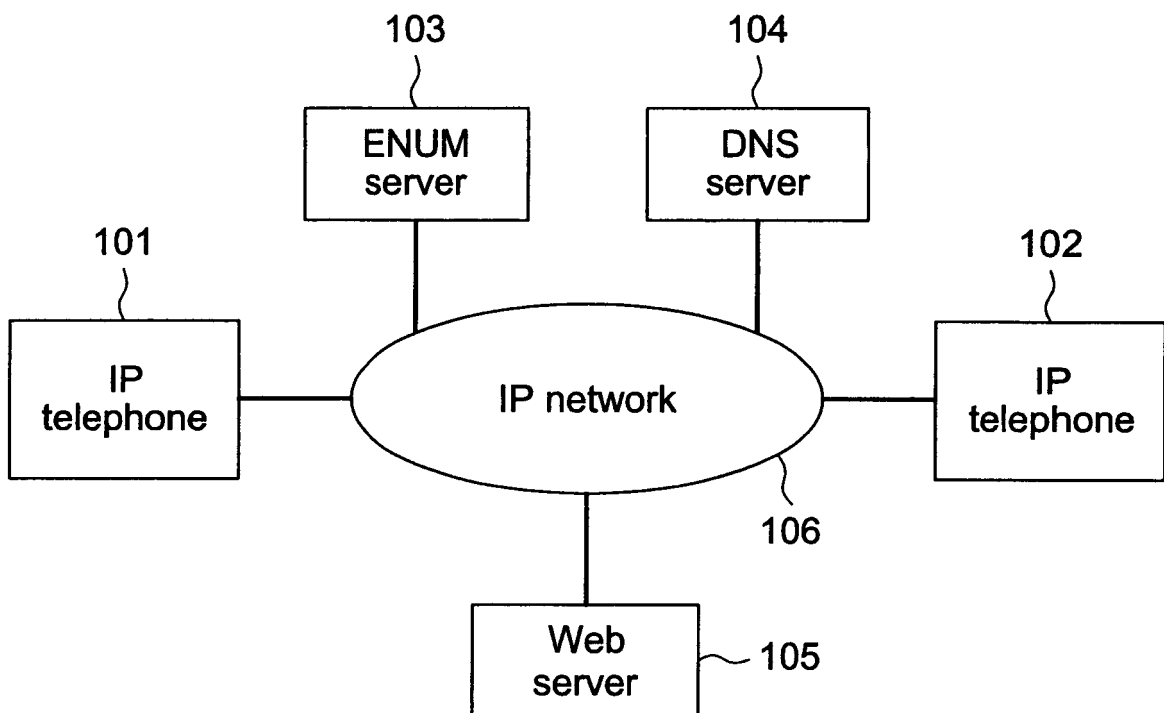 103
104
ENUM
server
DNS
server
101
102
IP
telephone
IP network
IP
telephone
106
Web
server
105